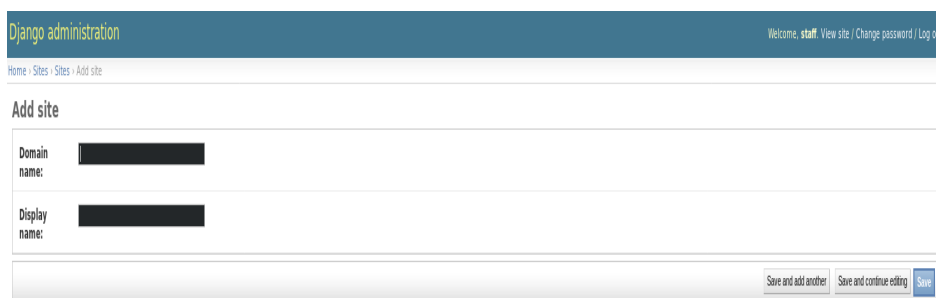 Django administration
Welcome, staff. View site / Change password / Log o
Home › Sites › Sites › Add site
Add site
Domain
name:
Display
name:
Save and add another
Save and continue editing
Save